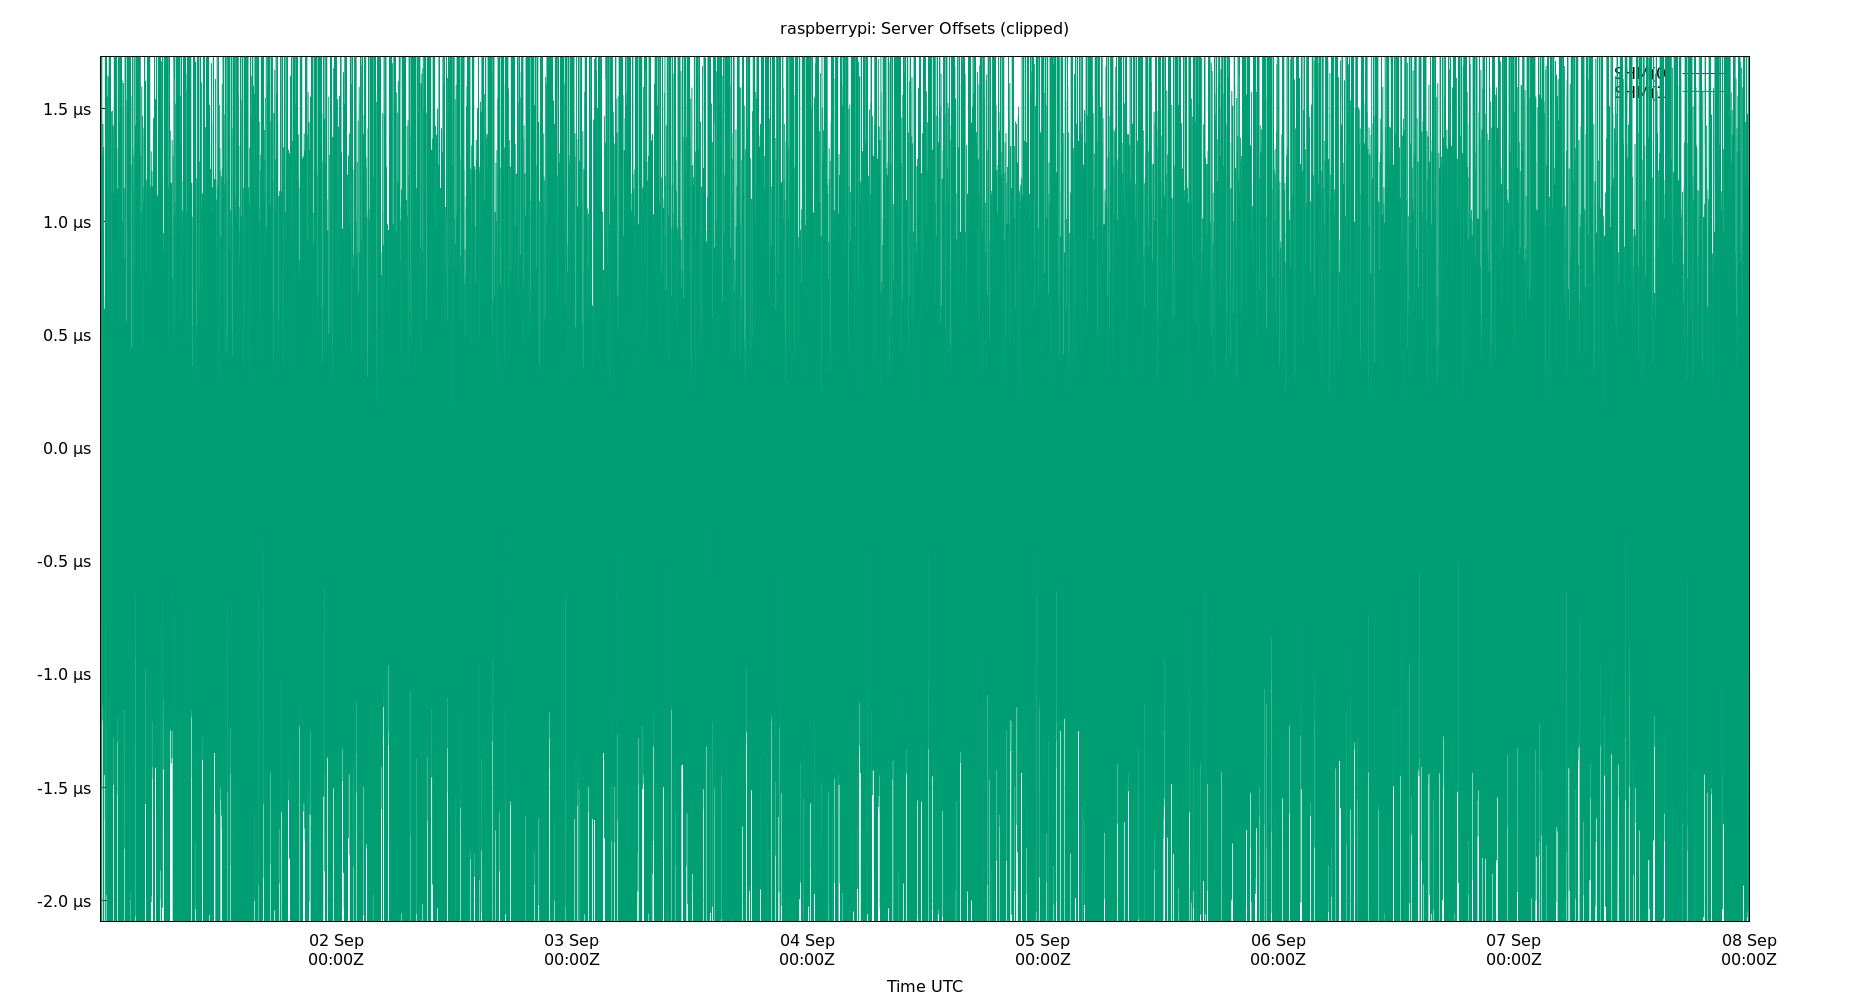 raspberrypi: Server Offsets (clipped)
1.5 µs
1.0 µs
0.5 µs
0.0 µs
-0.5 µs
-1.0 µs
-1.5 µs
-2.0 µs
02 Sep
00:00Z
03 Sep
00:00Z
04 Sep
00:00Z
05 Sep
00:00Z
06 Sep
00:00Z
07 Sep
00:00Z
08 Sep
00:00Z
Time UTC